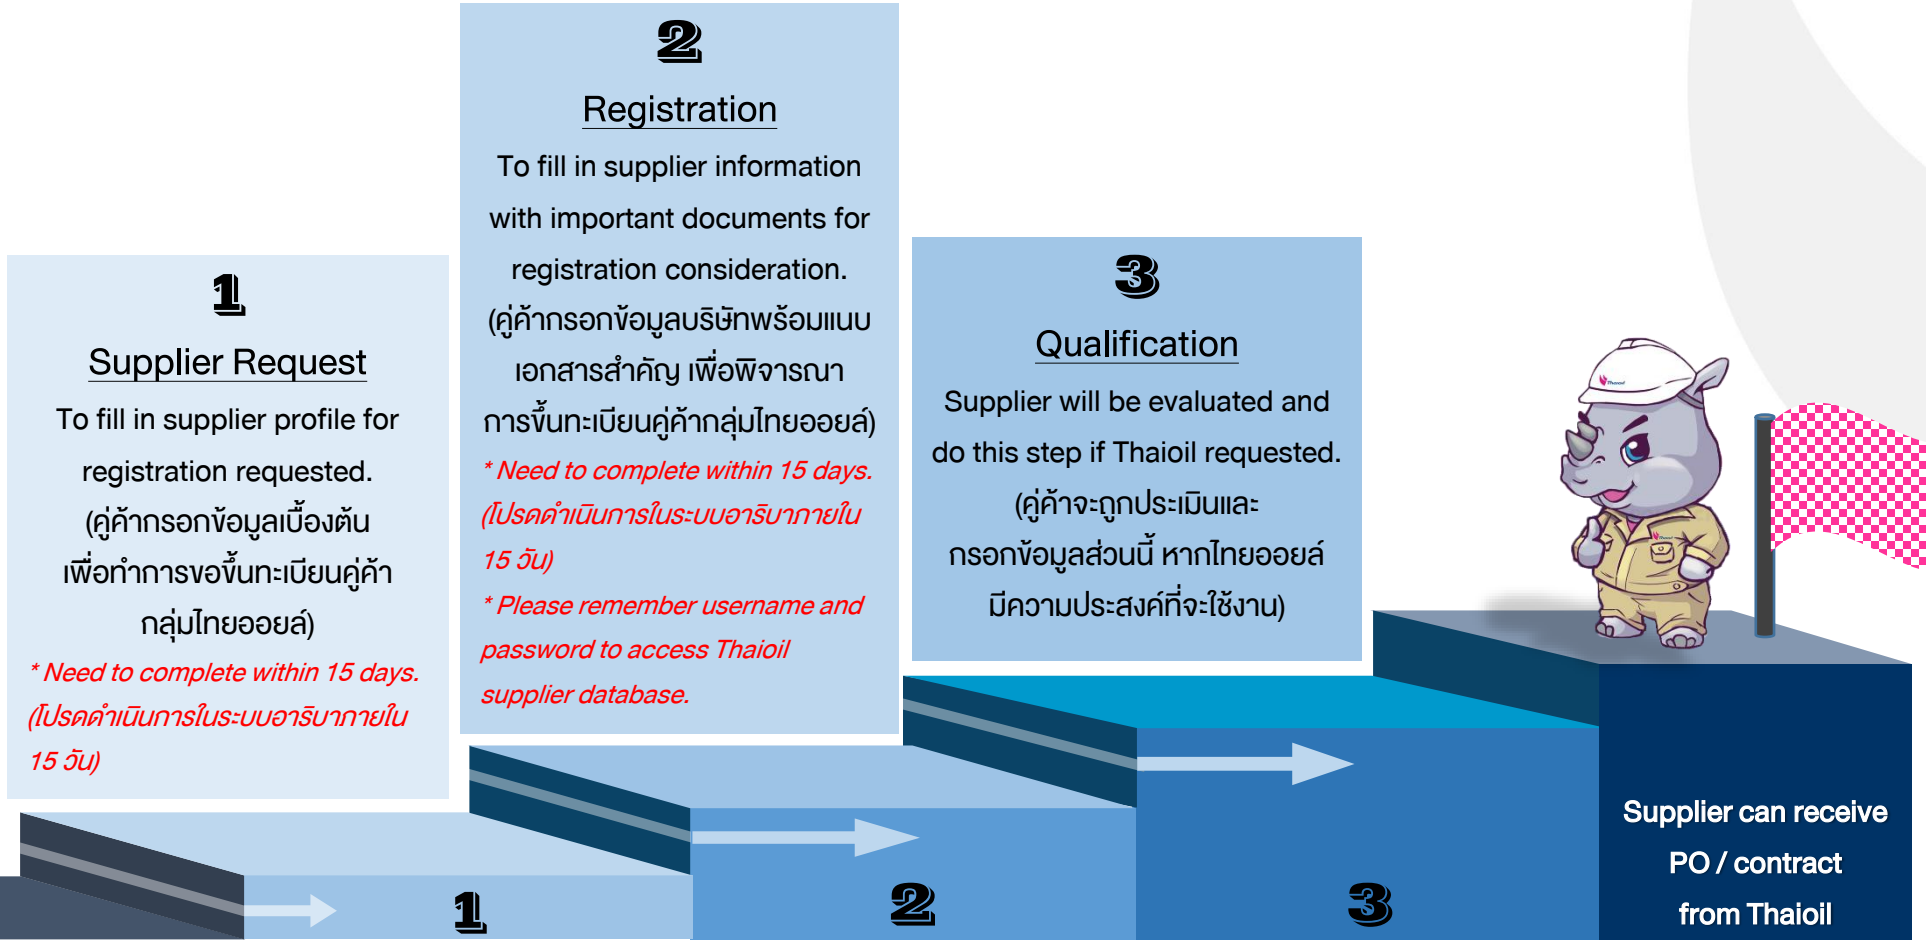 1
Supplier Request
To fill in supplier profile for
registration requested.
(คู่ค้ากรอกข้อมูลเบื้องต้น
เพื่อทำการขอขึ้นทะเบียนคู่ค้า
กลุ่มไทยออยล์)
* Need to complete within 15 days.
(โปรดดำเนินการในระบบอาริบาภายใน
15 วัน)
2
Registration
To fill in supplier information
with important documents for
registration consideration.
(คู่ค้ากรอกข้อมูลบริษัทพร้อมแนบ
เอกสารสำคัญ เพื่อพิจารณา
การขึ้นทะเบียนคู่ค้ากลุ่มไทยออยล์)
* Need to complete within 15 days.
(โปรดดำเนินการในระบบอาริบาภายใน
15 วัน)
* Please remember username and
password to access Thaioil
supplier database.
3
Qualification
Supplier will be evaluated and
do this step if Thaioil requested.
(คู่ค้าจะถูกประเมินและ
กรอกข้อมูลส่วนนี้ หากไทยออยล์
มีความประสงค์ที่จะใช้งาน)
Thaioil
1
2
3
Supplier can receive
PO / contract
from Thaioil